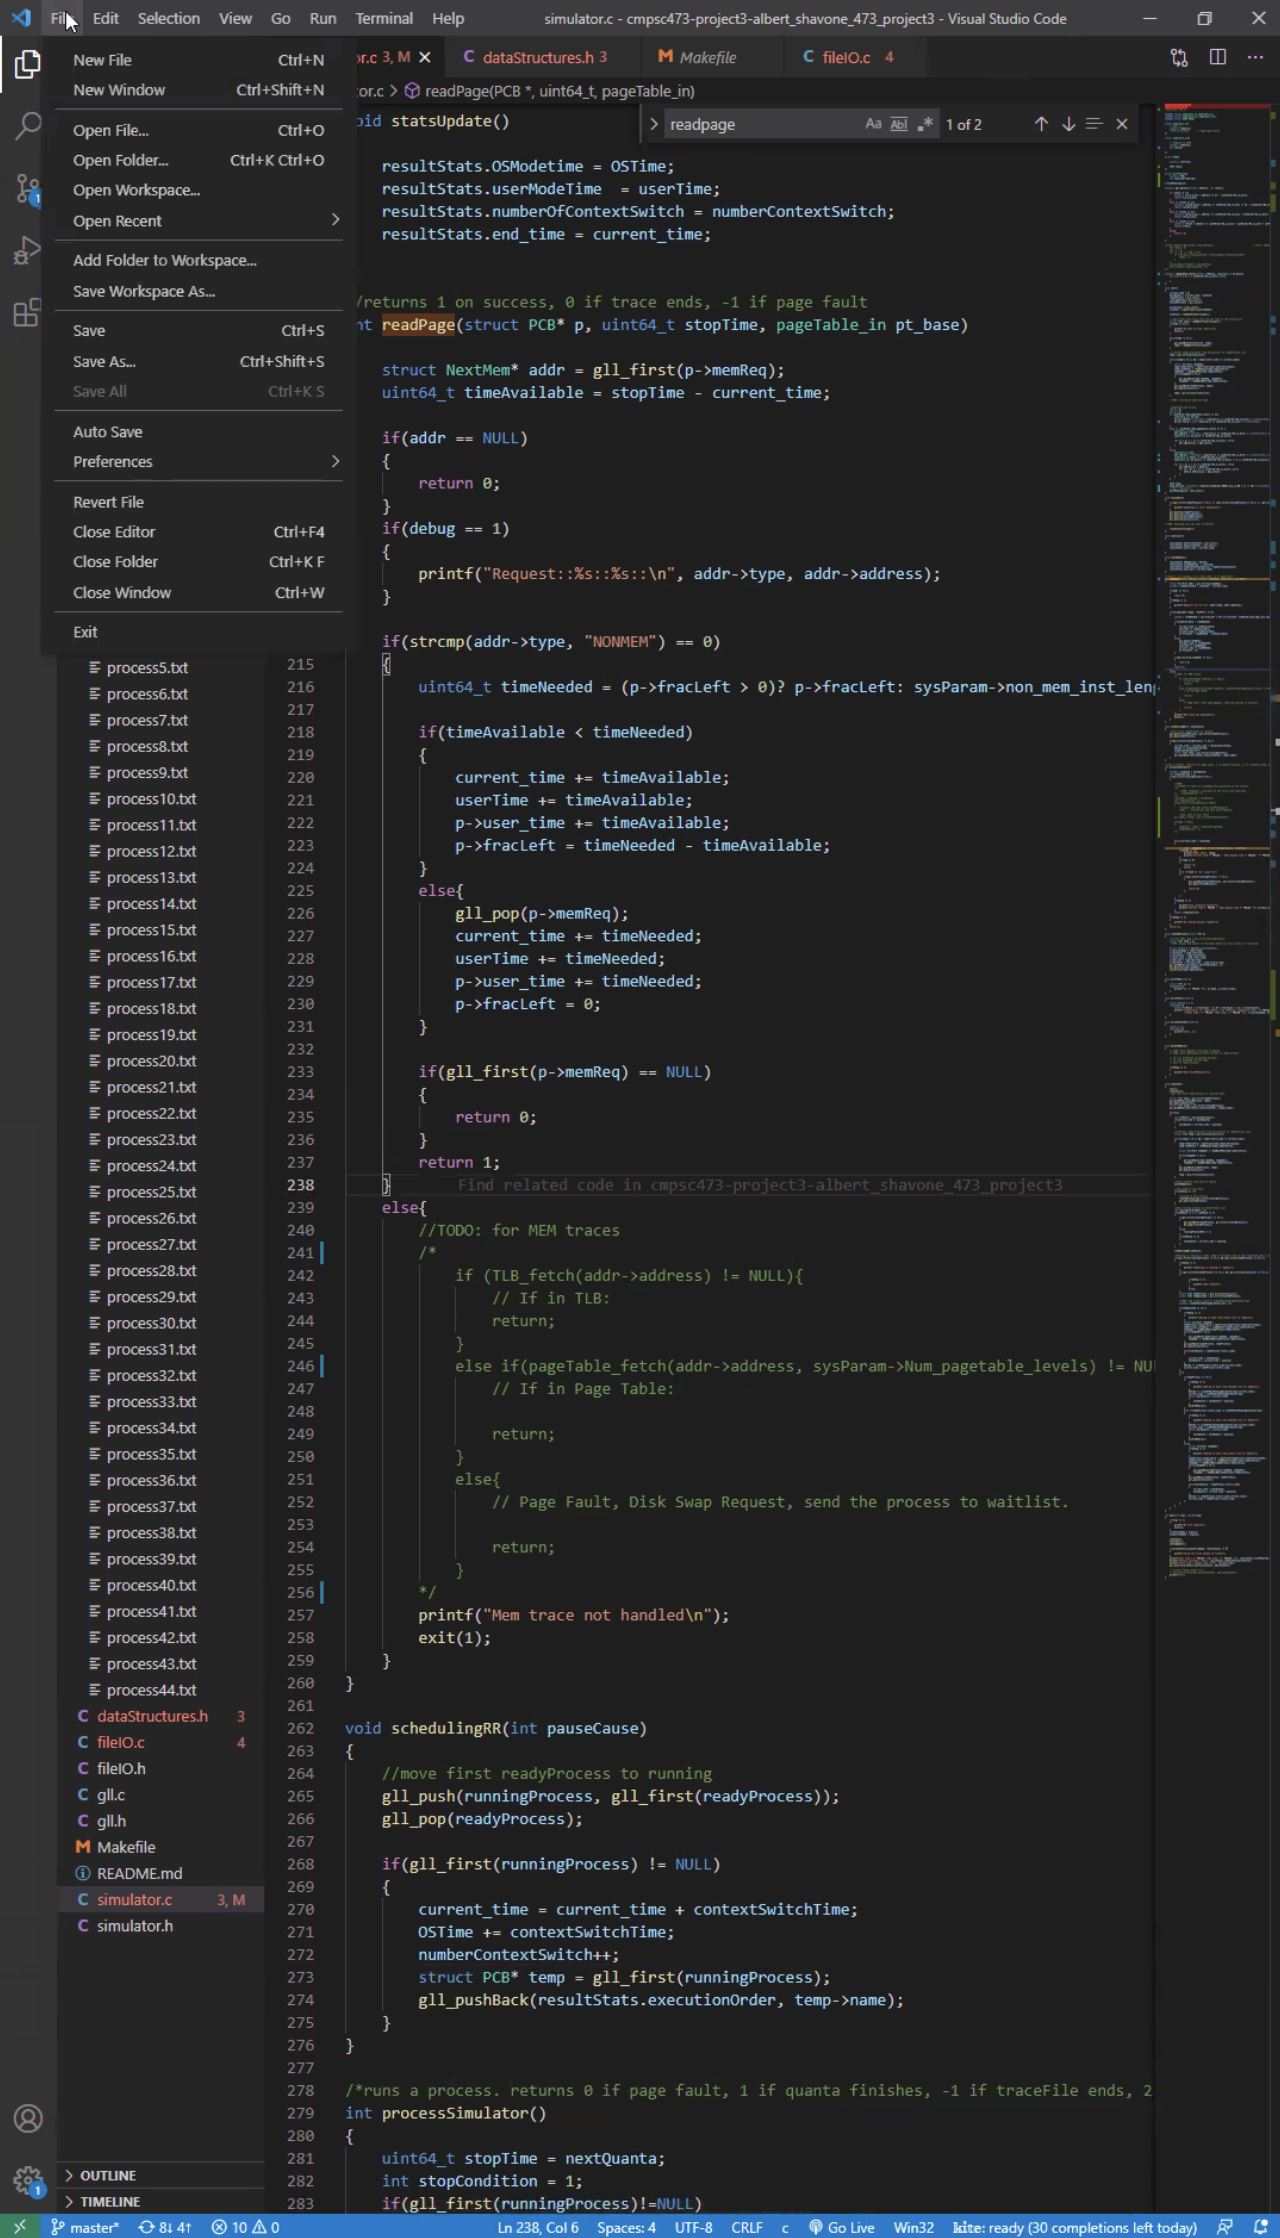 File Edit Selection View Go Run Terminal Help simulator.c - cmpsc473-project3-albert_shavone_473_project3 - Visual Studio Code
or.c 3, M dataStructures.h 3 Makefile fileIO.c 4
or.c > readPage(PCB *, uint64_t, pageTable_in)
New File Ctrl+N
New Window Ctrl+Shift+N
Open File... Ctrl+O
Open Folder... Ctrl+K Ctrl+O
Open Workspace...
Open Recent
Add Folder to Workspace...
Save Workspace As...
Save Ctrl+S
Save As... Ctrl+Shift+S
Save All Ctrl+K S
Auto Save
Preferences
Revert File
Close Editor Ctrl+F4
Close Folder Ctrl+K F
Close Window Ctrl+W
Exit
1
readpage Aa Abl .* 1 of 2
oid statsUpdate()
resultStats.OSModetime = OSTime;
resultStats.userModeTime  = userTime;
resultStats.numberOfContextSwitch = numberContextSwitch;
resultStats.end_time = current_time;
/returns 1 on success, 0 if trace ends, -1 if page fault
nt readPage(struct PCB* p, uint64_t stopTime, pageTable_in pt_base)
struct NextMem* addr = gll_first(p->memReq);
uint64_t timeAvailable = stopTime - current_time;
if(addr == NULL)
{
return 0;
}
if(debug == 1)
{
printf("Request::%s::%s::\n", addr->type, addr->address);
}
if(strcmp(addr->type, "NONMEM") == 0)
215 {
216 uint64_t timeNeeded = (p->fracLeft > 0)? p->fracLeft: sysParam->non_mem_inst_leng
217
218 if(timeAvailable < timeNeeded)
219 {
220 current_time += timeAvailable;
221 userTime += timeAvailable;
222 p->user_time += timeAvailable;
223 p->fracLeft = timeNeeded - timeAvailable;
224 }
225 else{
226 gll_pop(p->memReq);
227 current_time += timeNeeded;
228 userTime += timeNeeded;
229 p->user_time += timeNeeded;
230 p->fracLeft = 0;
231 }
232
233 if(gll_first(p->memReq) == NULL)
234 {
235 return 0;
236 }
237 return 1;
238 } Find related code in cmpsc473-project3-albert_shavone_473_project3
239 else{
240 //TODO: for MEM traces
241 /*
242 if (TLB_fetch(addr->address) != NULL){
243 // If in TLB:
244 return;
245 }
246 else if(pageTable_fetch(addr->address, sysParam->Num_pagetable_levels) != NU
247 // If in Page Table:
248
249 return;
250 }
251 else{
252 // Page Fault, Disk Swap Request, send the process to waitlist.
253
254 return;
255 }
256 */
257 printf("Mem trace not handled\n");
258 exit(1);
259 }
260 }
261
262 void schedulingRR(int pauseCause)
263 {
264 //move first readyProcess to running
265 gll_push(runningProcess, gll_first(readyProcess));
266 gll_pop(readyProcess);
267
268 if(gll_first(runningProcess) != NULL)
269 {
270 current_time = current_time + contextSwitchTime;
271 OSTime += contextSwitchTime;
272 numberContextSwitch++;
273 struct PCB* temp = gll_first(runningProcess);
274 gll_pushBack(resultStats.executionOrder, temp->name);
275 }
276 }
277
278 /*runs a process. returns 0 if page fault, 1 if quanta finishes, -1 if traceFile ends, 2
279 int processSimulator()
280 {
281 uint64_t stopTime = nextQuanta;
282 int stopCondition = 1;
283 if(gll_first(runningProcess)!=NULL)
process5.txt
process6.txt
process7.txt
process8.txt
process9.txt
process10.txt
process11.txt
process12.txt
process13.txt
process14.txt
process15.txt
process16.txt
process17.txt
process18.txt
process19.txt
process20.txt
process21.txt
process22.txt
process23.txt
process24.txt
process25.txt
process26.txt
process27.txt
process28.txt
process29.txt
process30.txt
process31.txt
process32.txt
process33.txt
process34.txt
process35.txt
process36.txt
process37.txt
process38.txt
process39.txt
process40.txt
process41.txt
process42.txt
process43.txt
process44.txt
C dataStructures.h 3
C fileIO.c 4
C fileIO.h
C gll.c
C gll.h
M Makefile
README.md
C simulator.c 3, M
C simulator.h
1
OUTLINE
TIMELINE
master* 8↓ 4↑ 10 0 Ln 238, Col 6 Spaces: 4 UTF-8 CRLF c Go Live Win32 kite: ready (30 completions left today)